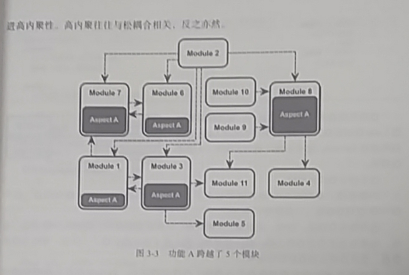 进高内聚性。高内聚往往与松耦合相关，反之亦然。
Module 2
Module 7
Module 6
Module 10
Module 8
Aspect A
Aspect A
Aspect A
Module 9
Module 1
Module 3
Module 11
Module 4
Aspect A
Aspect A
Module 5
图 3-3 功能 A 跨越了 5 个模块